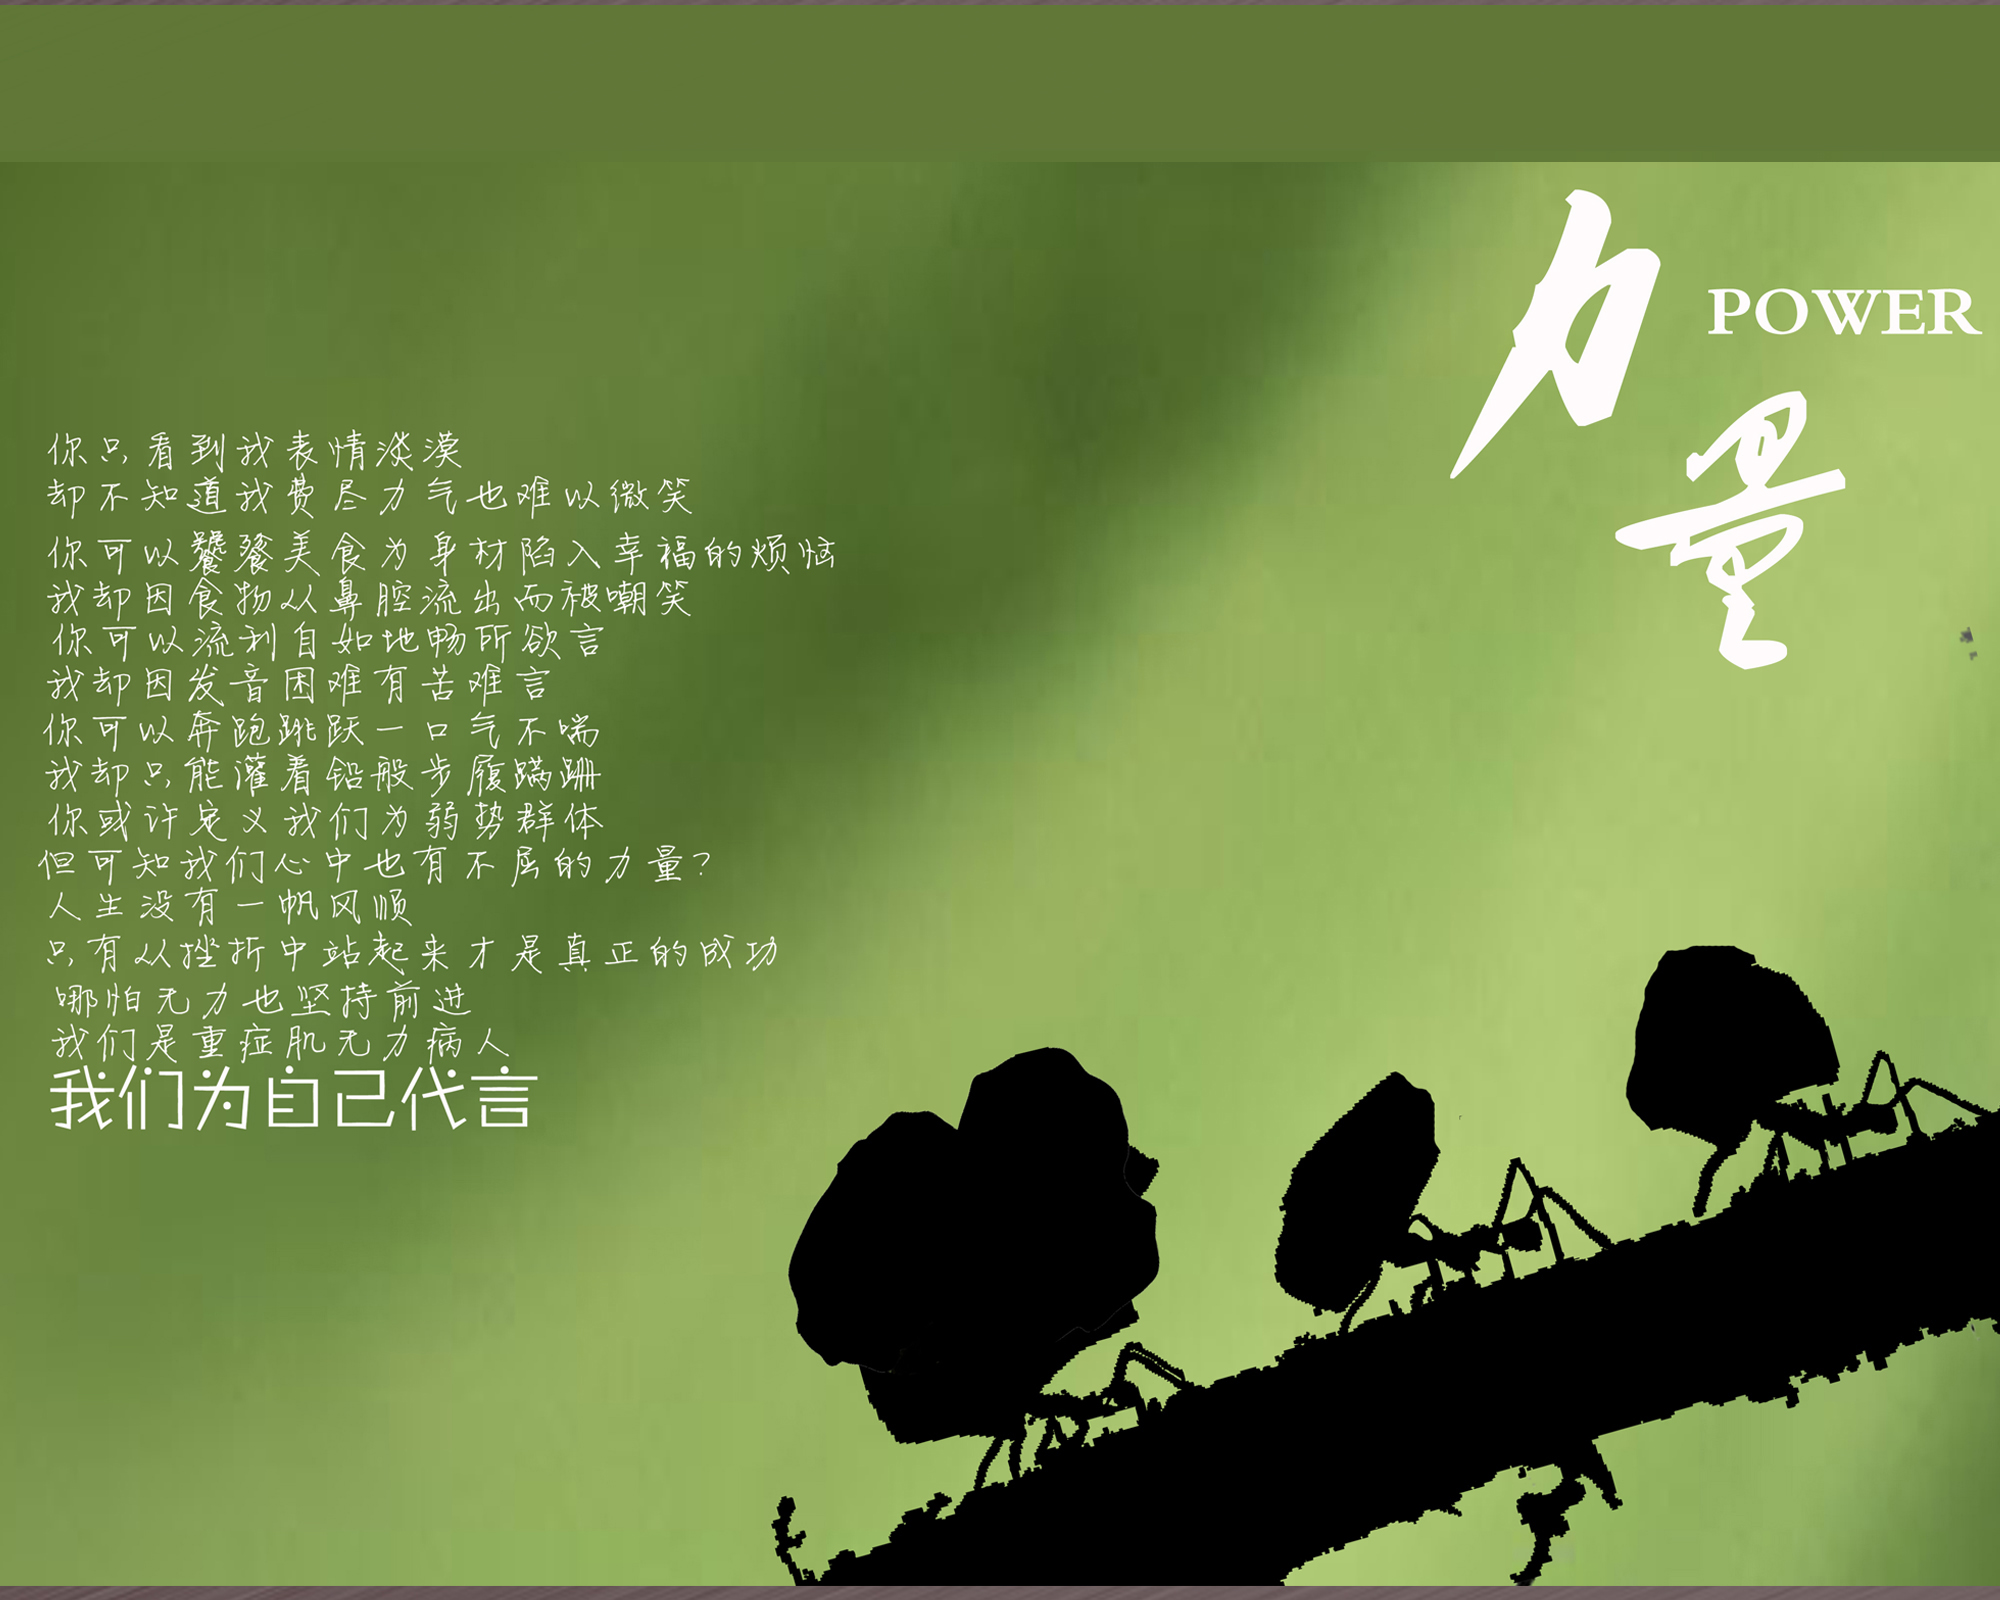 力量
POWER
你只看到我表情淡漠
却不知道我费尽力气也难以微笑
你可以饕餮美食为身材陷入幸福的烦恼
我却因食物从鼻腔流出而被嘲笑
你可以流利自如地畅所欲言
我却因发音困难有苦难言
你可以奔跑跳跃一口气不喘
我却只能灌着铅般步履蹒跚
你或许定义我们为弱势群体
但可知我们心中也有不屈的力量?
人生没有一帆风顺
只有从挫折中站起来才是真正的成功
哪怕无力也坚持前进
我们是重症肌无力病人
我们为自己代言